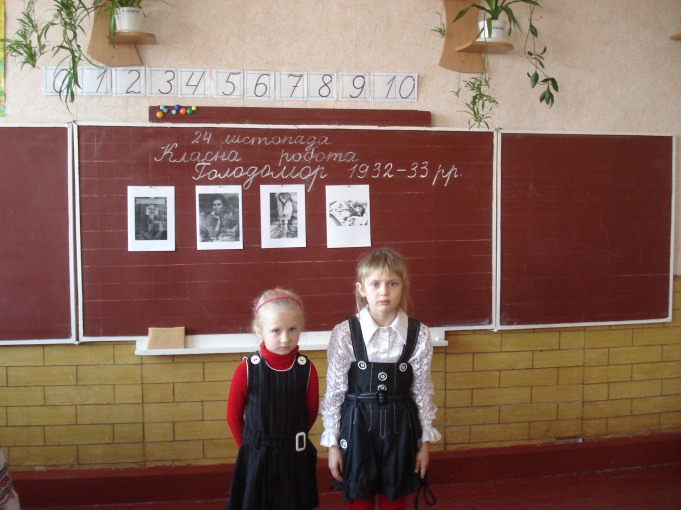 0 1 2 3 4 5 6 7 8 9 10
24 листопада
Класна робота
Голодомор 1932-33 рр.